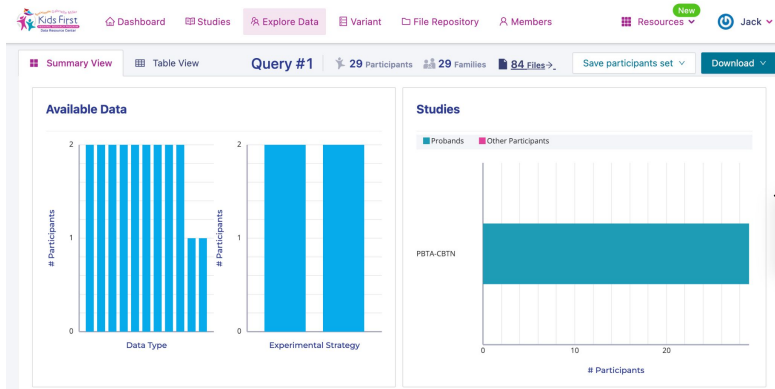 Kids First
Data Resource Center
Dashboard
Studies
Explore Data
Variant
File Repository
Members
New
Resources
Jack
Summary View
Table View
Query #1
29 Participants
29 Families
84 Files→
Save participants set
Download
Available Data
2
1
0
# Participants
Data Type
2
1
0
# Participants
Experimental Strategy
Studies
Probands
Other Participants
PBTA-CBTN
0
10
20
# Participants